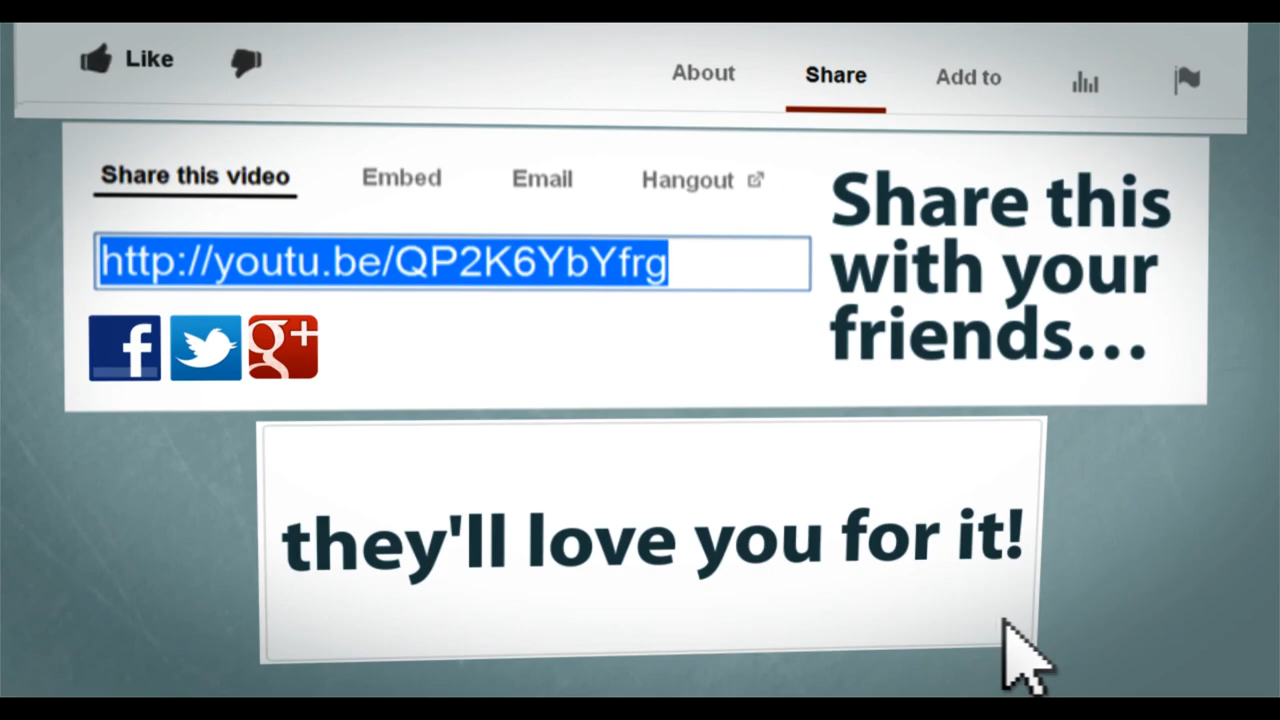 Like
About Share Add to
Share this video Embed Email Hangout
http://youtu.be/QP2K6YbYfrg
f g+
Share this
with your
friends...
they'll love you for it!